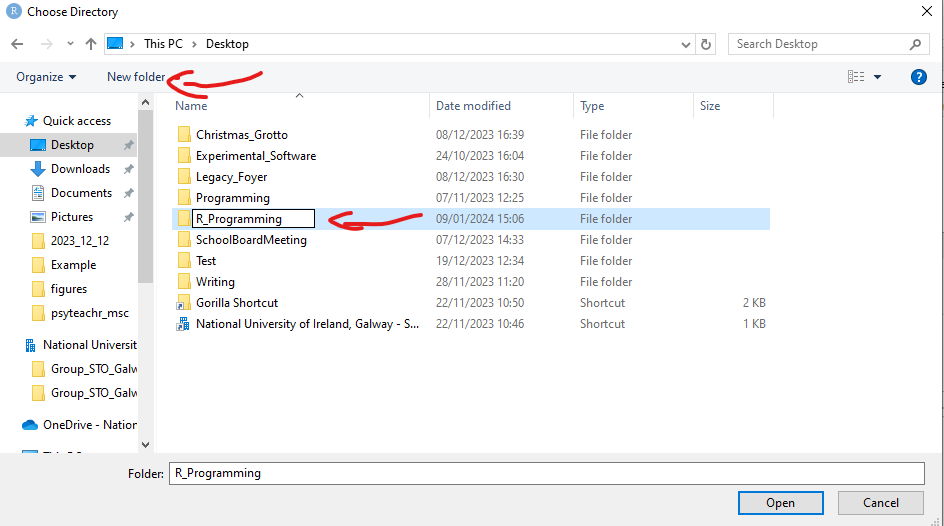 R Choose Directory
This PC > Desktop
Search Desktop
Organize New folder
Name Date modified Type Size
Quick access
Desktop
Downloads
Documents
Pictures
2023_12_12
Example
figures
psyteachr_msc
National Universit
Group_STO_Galw
Group_STO_Galw
OneDrive - Nation
Christmas_Grotto 08/12/2023 16:39 File folder
Experimental_Software 24/10/2023 16:04 File folder
Legacy_Foyer 08/12/2023 16:30 File folder
Programming 07/11/2023 12:25 File folder
R_Programming 09/01/2024 15:06 File folder
SchoolBoardMeeting 07/12/2023 14:33 File folder
Test 19/12/2023 12:34 File folder
Writing 28/11/2023 11:20 File folder
Gorilla Shortcut 22/11/2023 10:50 Shortcut 2 KB
National University of Ireland, Galway - S... 22/11/2023 10:46 Shortcut 1 KB
Folder: R_Programming
Open Cancel